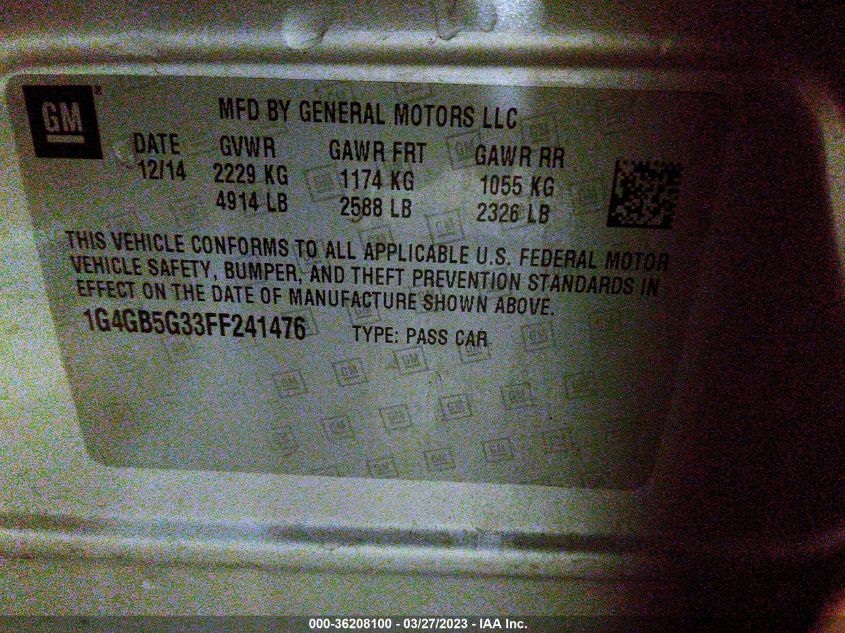 GM
MFD BY GENERAL MOTORS LLC
DATE GVWR GAWR FRT GAWR RR
12/14 2229 KG 1174 KG 1055 KG
4914 LB 2588 LB 2326 LB
THIS VEHICLE CONFORMS TO ALL APPLICABLE U.S. FEDERAL MOTOR
VEHICLE SAFETY, BUMPER, AND THEFT PREVENTION STANDARDS IN
EFFECT ON THE DATE OF MANUFACTURE SHOWN ABOVE.
1G4GB5G33FF241476 TYPE: PASS CAR
000-36208100 - 03/27/2023 - IAA Inc.